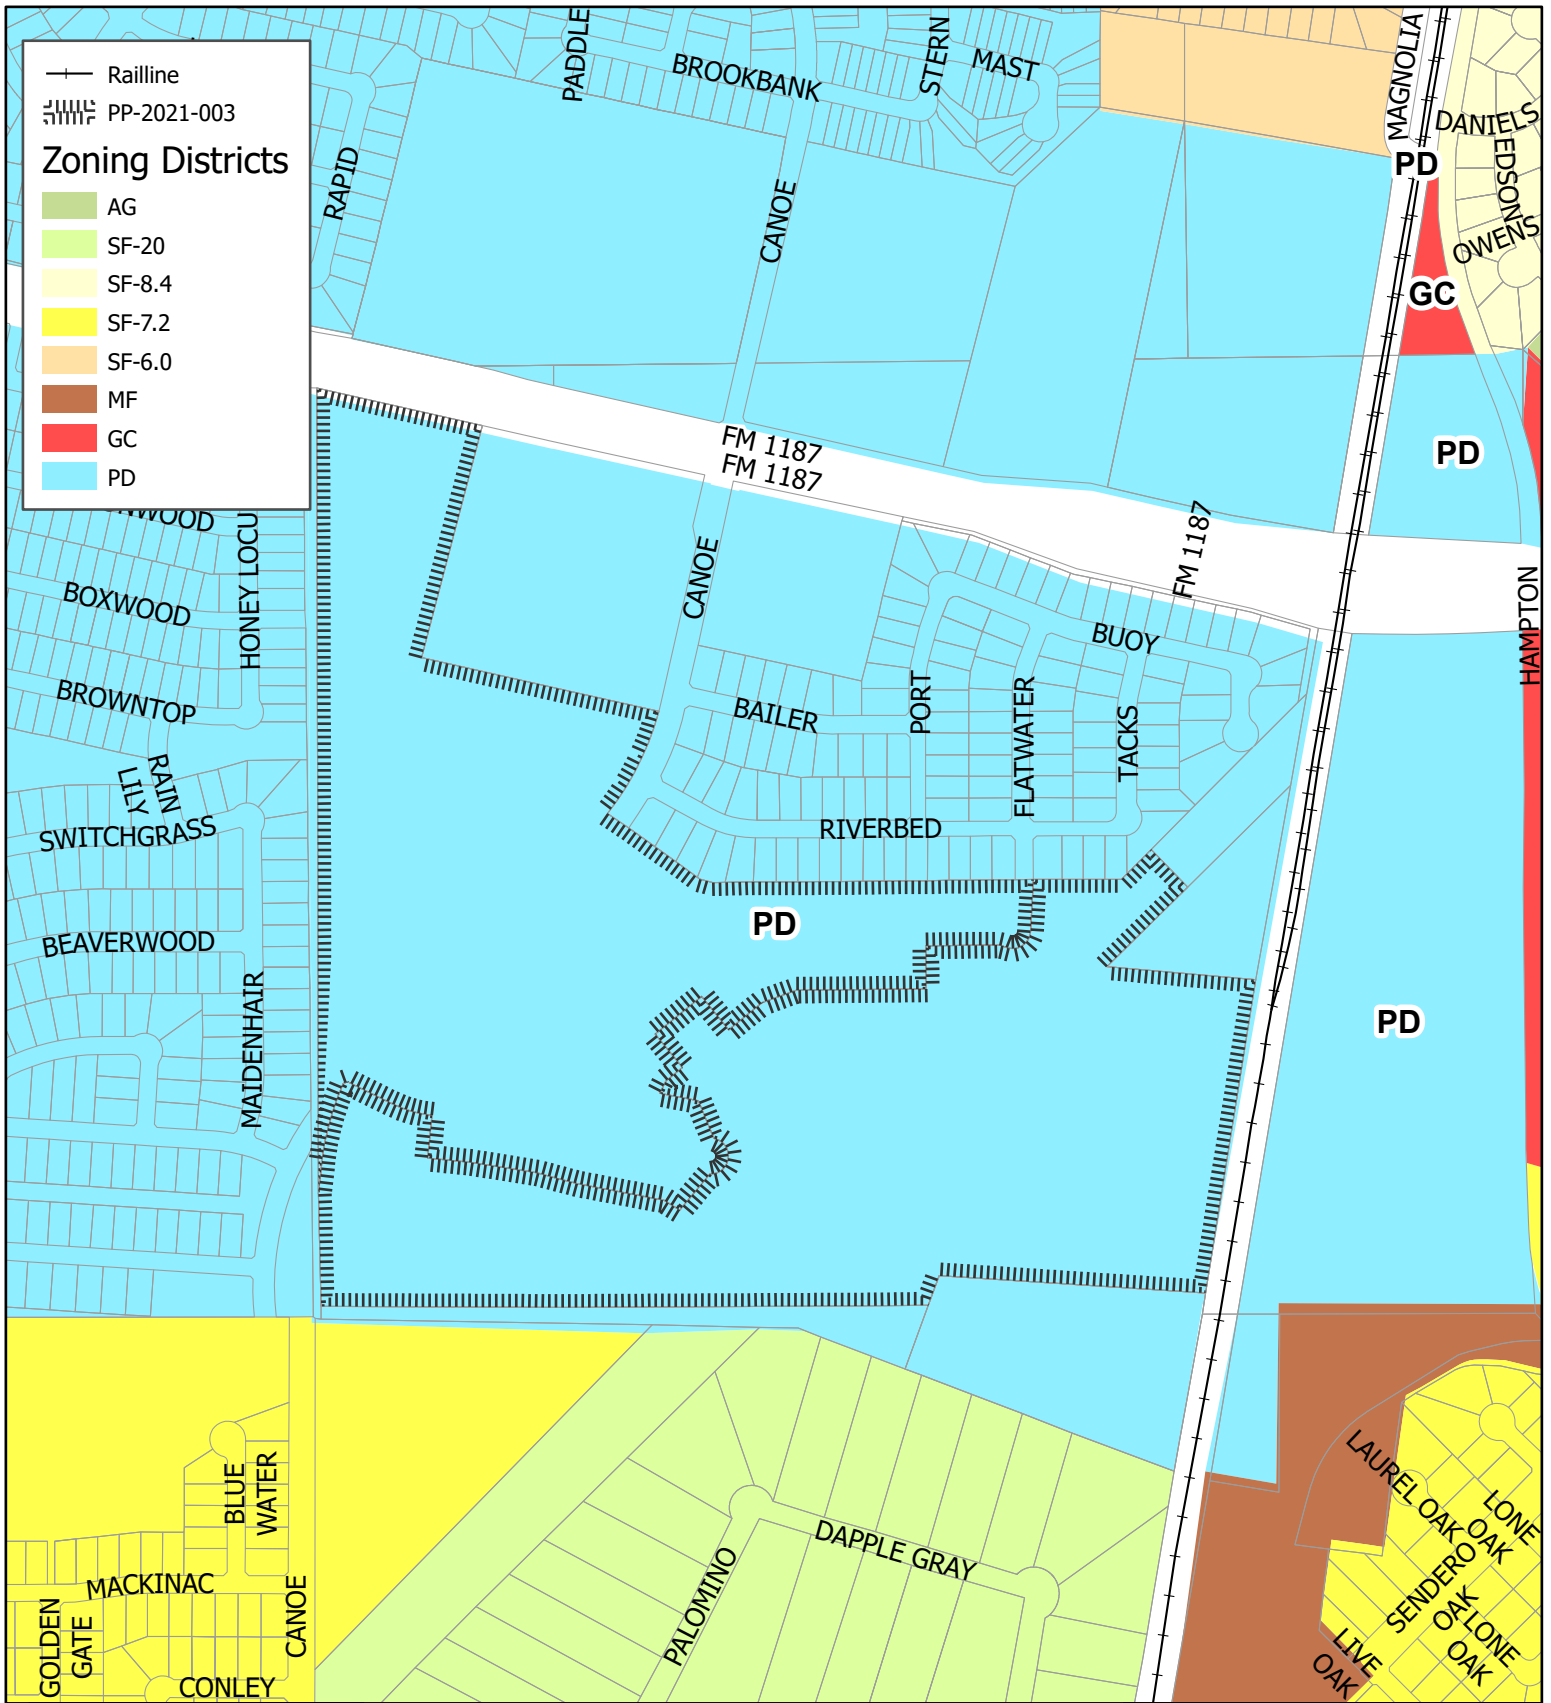 Railline
PP-2021-003
Zoning Districts
AG
SF-20
SF-8.4
SF-7.2
SF-6.0
MF
GC
PD
PADDLE
BROOKBANK
STERN
MAST
MAGNOLIA
DANIELS
EDSON
OWENS
RAPID
CANOE
PD
GC
FM 1187
FM 1187
FM 1187
PD
HONEY LOCU
BOXWOOD
BROWNTOP
RAIN
LILY
SWITCHGRASS
BEAVERWOOD
MAIDENHAIR
CANOE
BUOY
BAILER
PORT
FLATWATER
TACKS
RIVERBED
HAMPTON
PD
PD
BLUE
WATER
MACKINAC
GOLDEN
GATE
CANOE
CONLEY
PALOMINO
DAPPLE GRAY
LAUREL OAK
LONE
OAK
SENDERO
OAK
LONE
OAK
LIVE
OAK